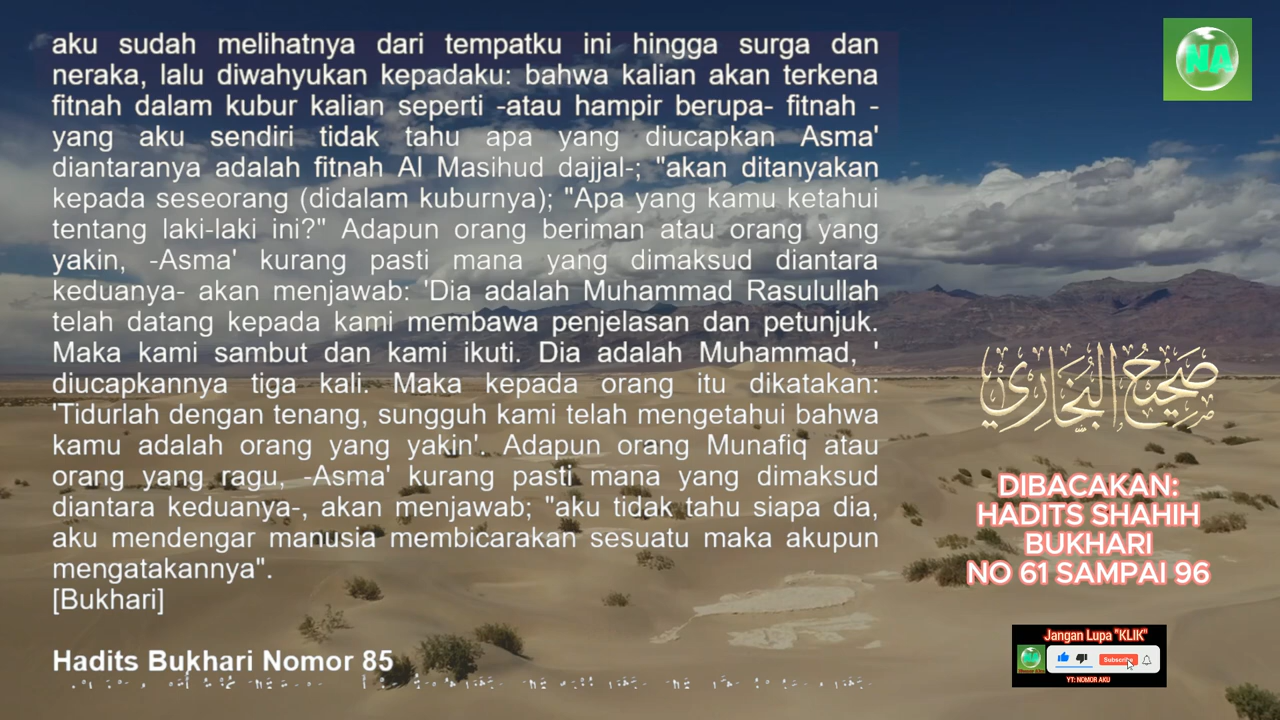 aku sudah melihatnya dari tempatku ini hingga surga dan
neraka, lalu diwahyukan kepadaku: bahwa kalian akan terkena
fitnah dalam kubur kalian seperti -atau hampir berupa- fitnah -
yang aku sendiri tidak tahu apa yang diucapkan Asma'
diantaranya adalah fitnah Al Masihud dajjal-; "akan ditanyakan
kepada seseorang (didalam kuburnya); "Apa yang kamu ketahui
tentang laki-laki ini?" Adapun orang beriman atau orang yang
yakin, -Asma' kurang pasti mana yang dimaksud diantara
keduanya- akan menjawab: 'Dia adalah Muhammad Rasulullah
telah datang kepada kami membawa penjelasan dan petunjuk.
Maka kami sambut dan kami ikuti. Dia adalah Muhammad, '
diucapkannya tiga kali. Maka kepada orang itu dikatakan:
'Tidurlah dengan tenang, sungguh kami telah mengetahui bahwa
kamu adalah orang yang yakin'. Adapun orang Munafiq atau
orang yang ragu, -Asma' kurang pasti mana yang dimaksud
diantara keduanya-, akan menjawab; "aku tidak tahu siapa dia,
aku mendengar manusia membicarakan sesuatu maka akupun
mengatakannya".
[Bukhari]
Hadits Bukhari Nomor 85
NA
صحيح البخاري
DIBACAKAN:
HADITS SHAHIH
BUKHARI
NO 61 SAMPAI 96
Jangan Lupa "KLIK"
NA
Subscribe
YT: NOMOR AKU